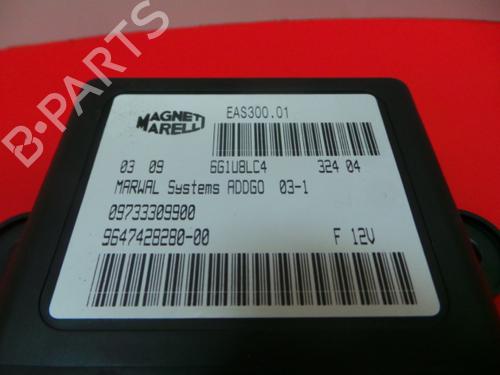 B-PARTS
MAGNETI MARELLI
EAS300.01
03 09 6G1U8LC4 324 04
MARWAL Systems ADDGO 03-1
09733309900
9647428280-00 F 12V